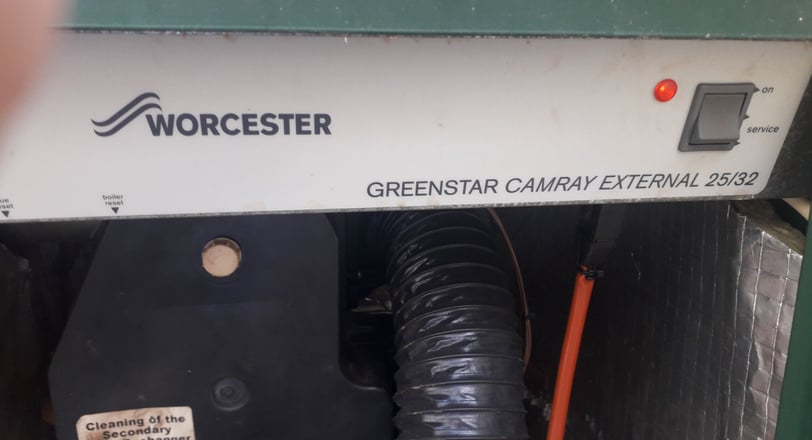 on
WORCESTER
service
GREENSTAR CAMRAY EXTERNAL 25/32
boiler
reset
Cleaning of the
Secondary